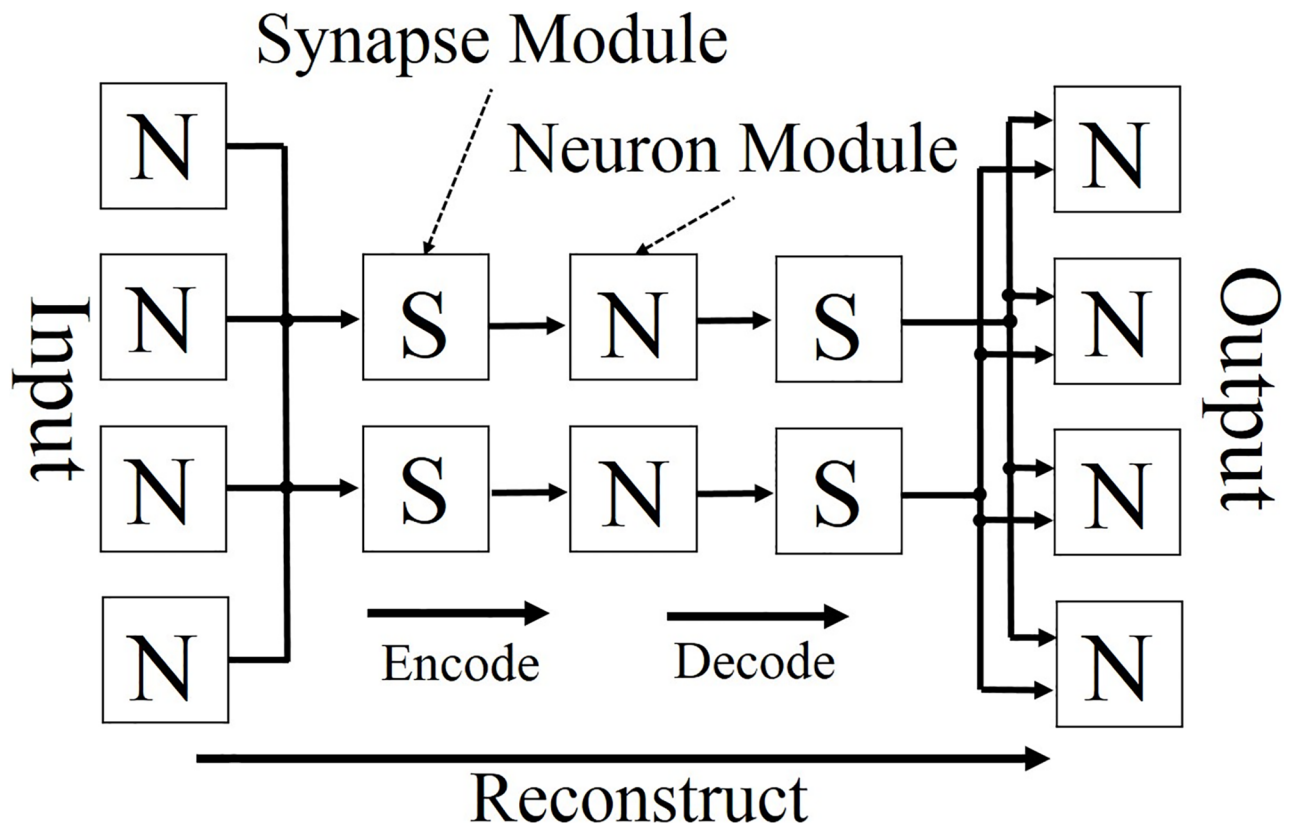 Synapse Module
Neuron Module
Input
N
N
N
N
S
N
S
S
N
S
N
N
N
N
Output
Encode
Decode
Reconstruct